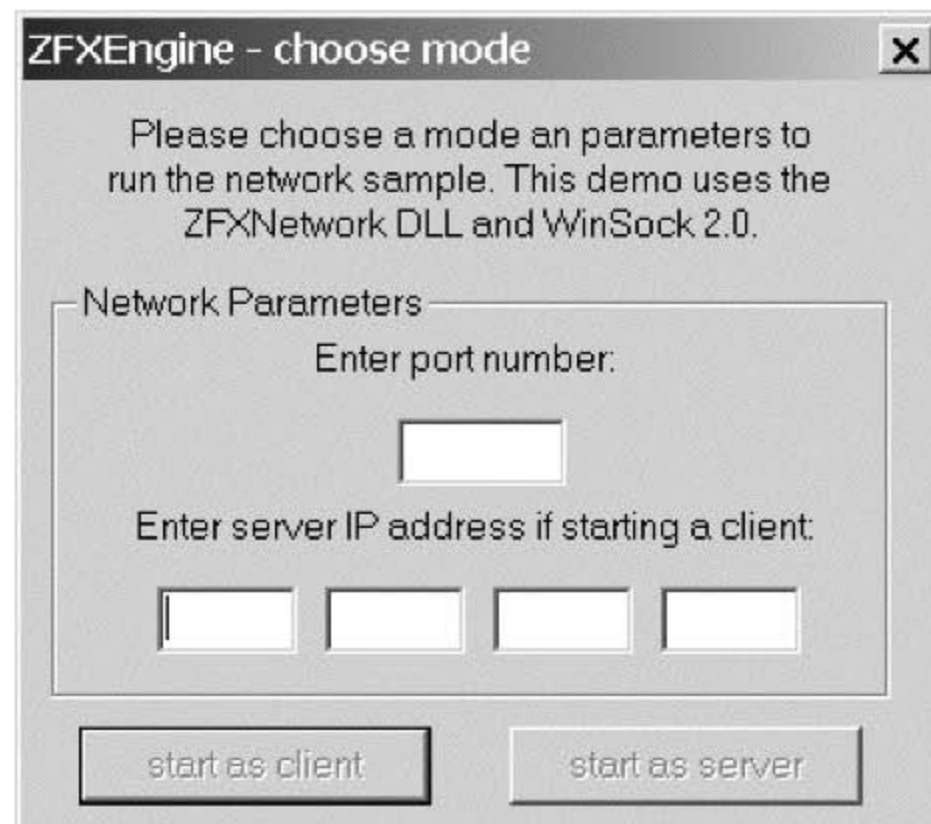 ZFXEngine - choose mode
Please choose a mode an parameters to
run the network sample. This demo uses the
ZFXNetwork DLL and WinSock 2.0.
Network Parameters
Enter port number:
Enter server IP address if starting a client:
start as client
start as server